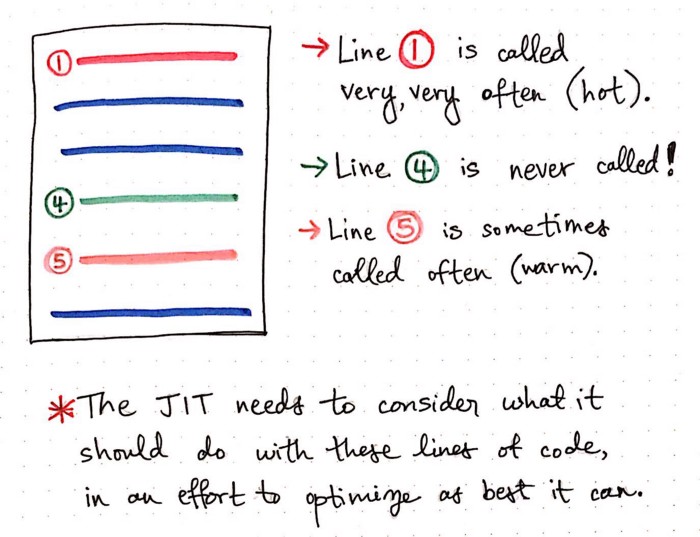 ①
④
⑤
→ Line ① is called
very, very often (hot).
→ Line ④ is never called!
→ Line ⑤ is sometimes
called often (warm).
* The JIT needs to consider what it
should do with these lines of code,
in an effort to optimize as best it can.